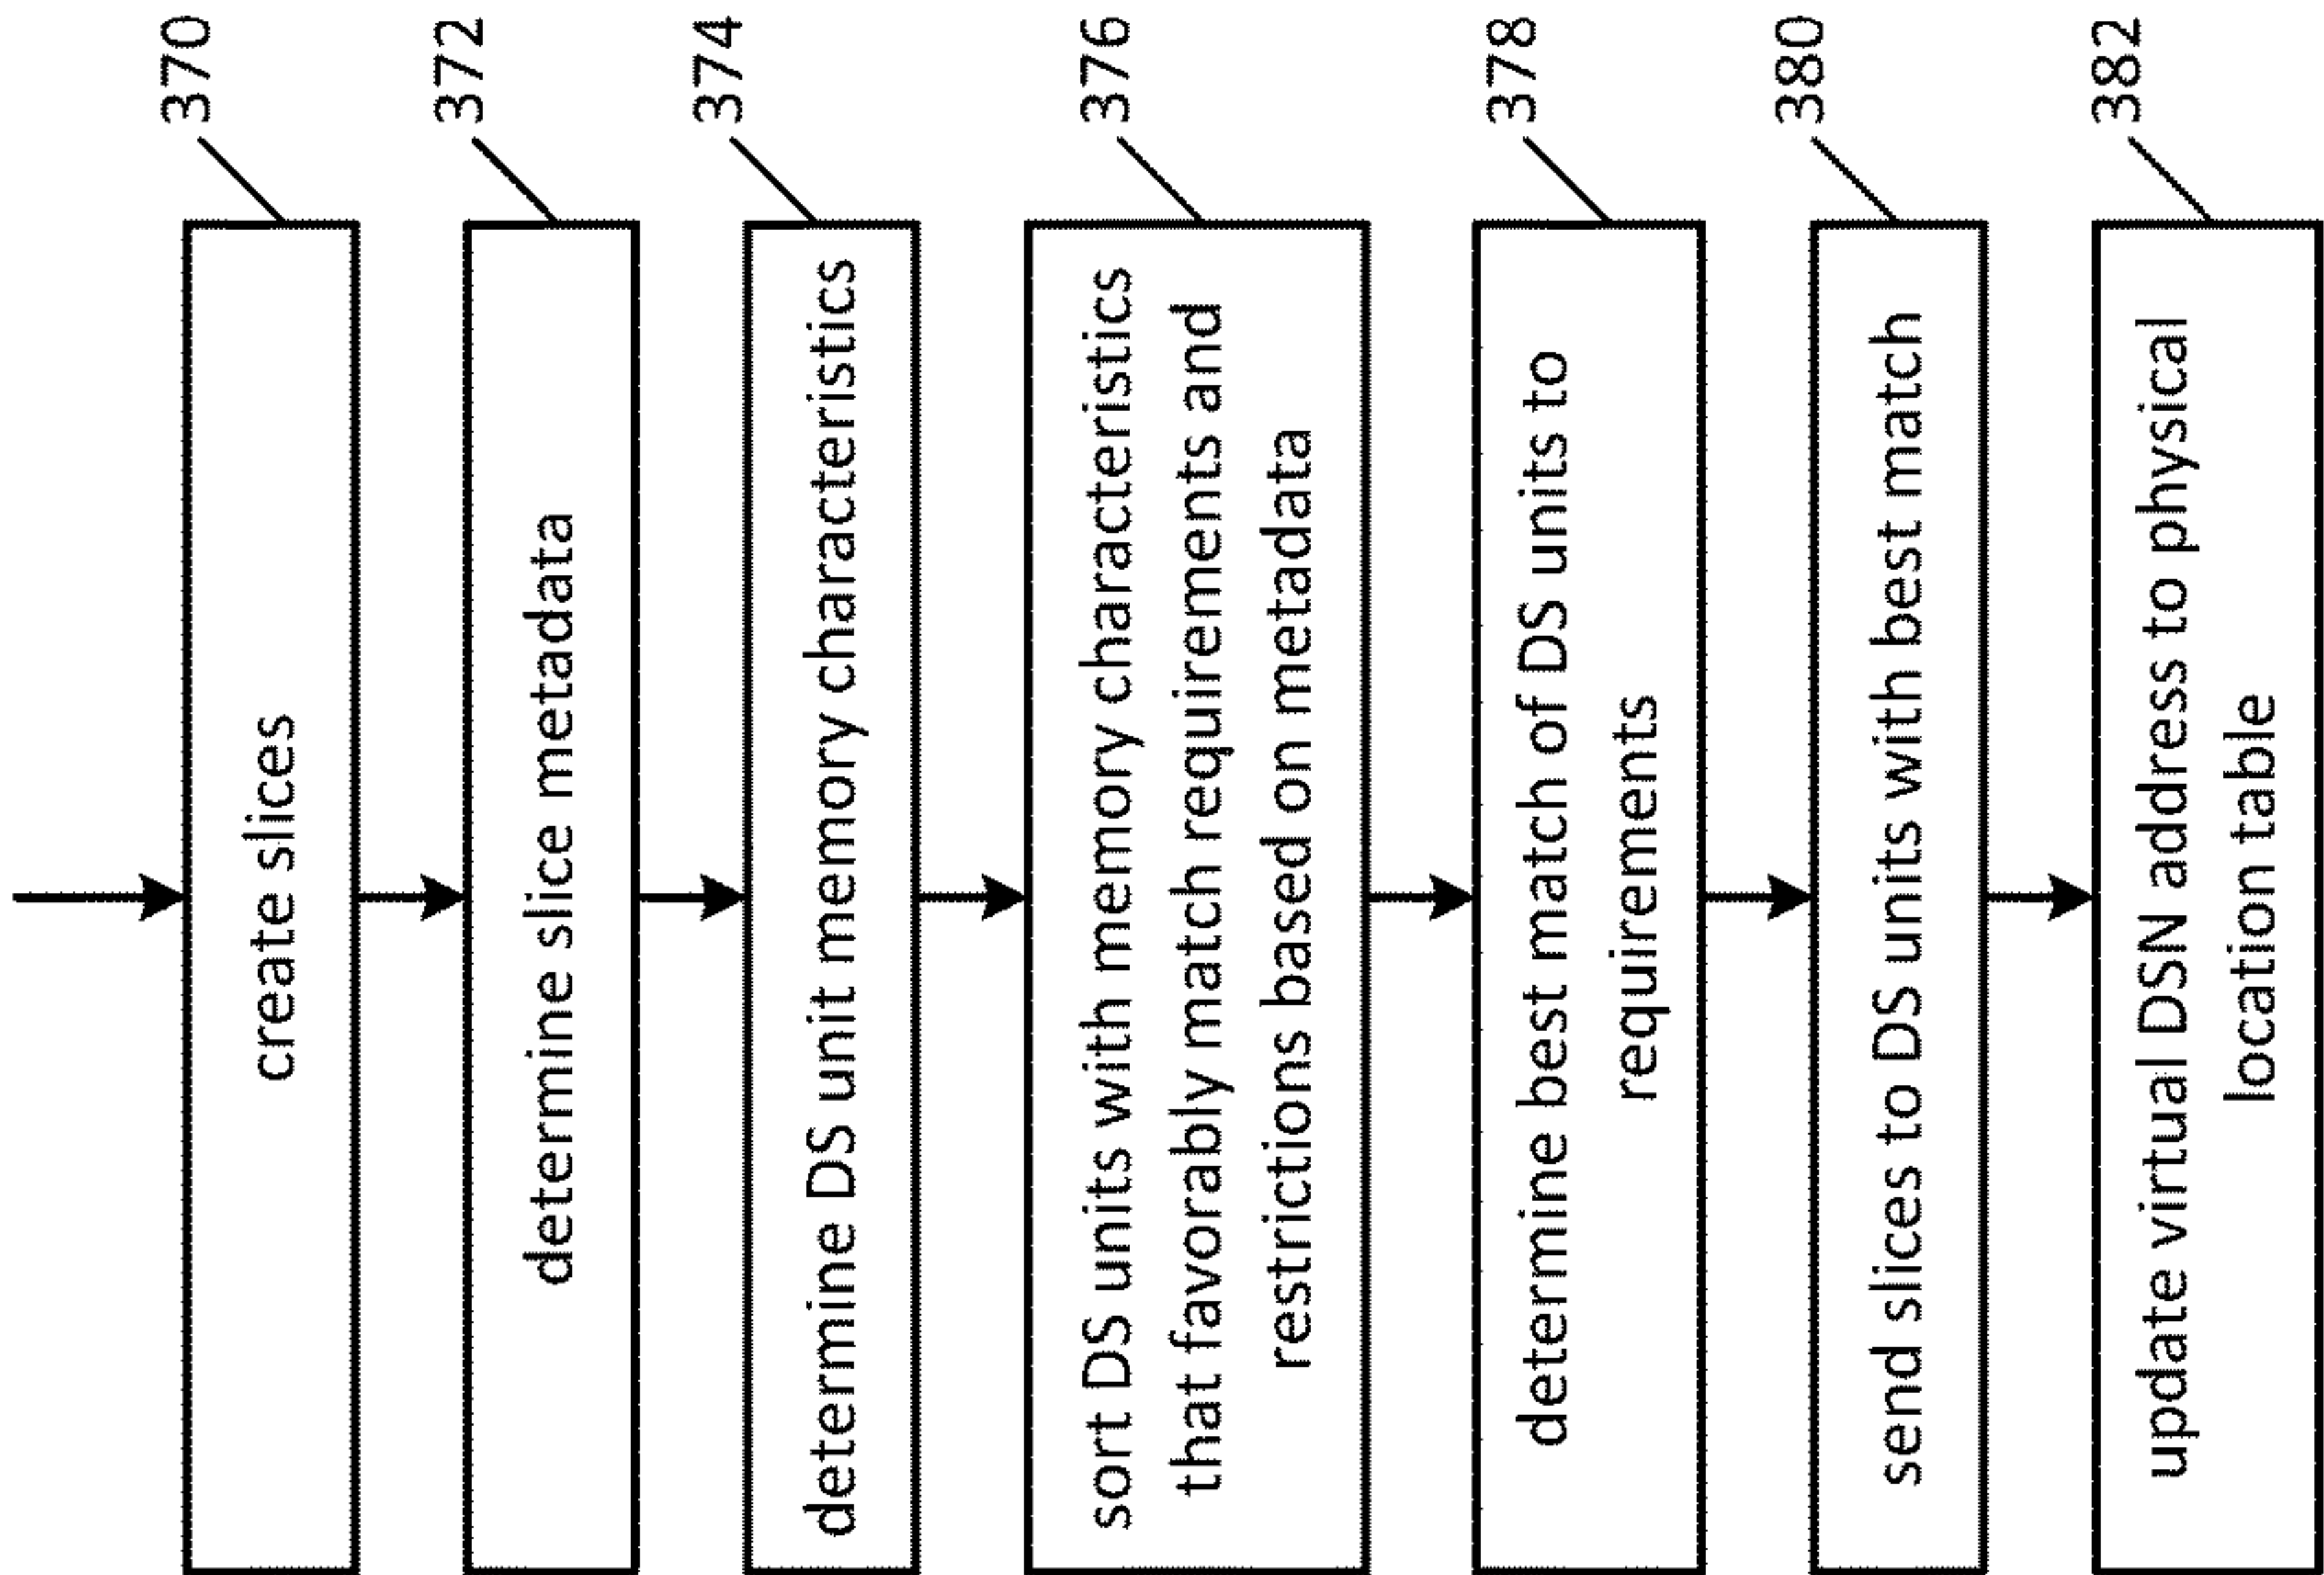 370
create slices
372
determine slice metadata
374
determine DS unit memory characteristics
376
sort DS units with memory characteristics
that favorably match requirements and
restrictions based on metadata
378
determine best match of DS units to
requirements
380
send slices to DS units with best match
382
update virtual DSN address to physical
location table